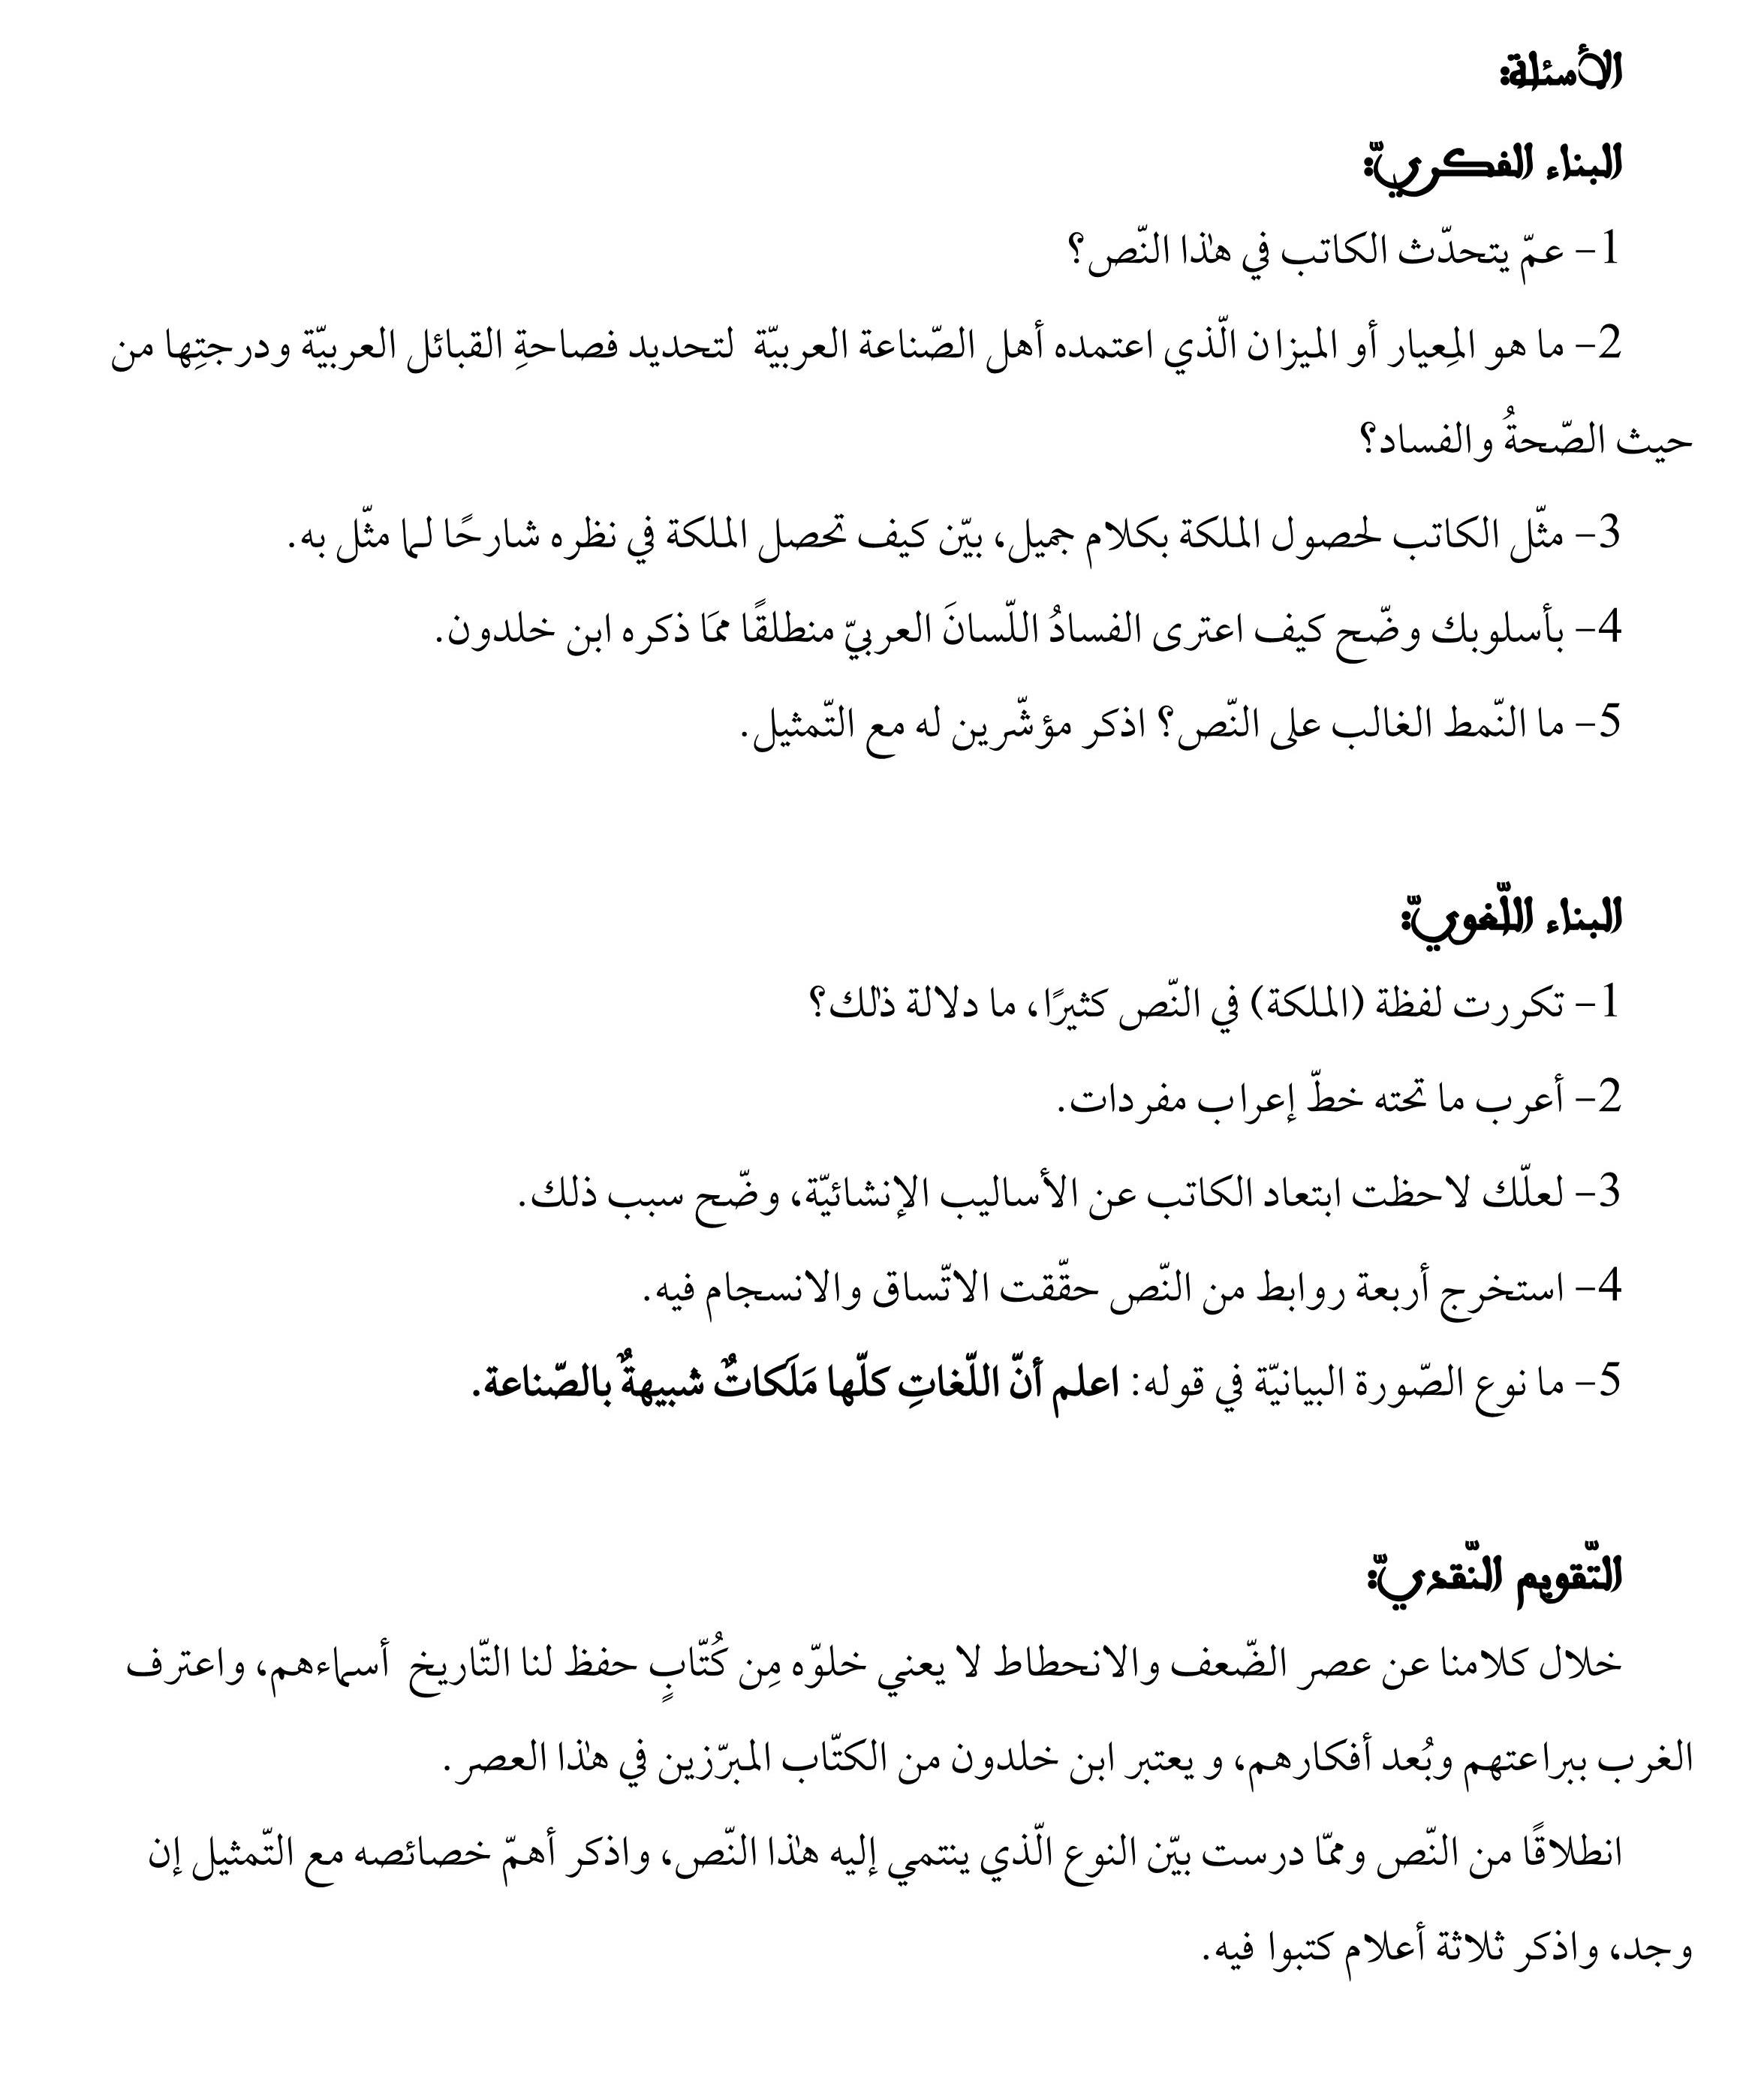 الأسئلة:
البناء الفكريّ:
1- عمّ يتحدّث الكاتب في هٰذا النّص؟
2- ما هو المِعيار أو الميزان الّذي اعتمده أهل الصّناعة العربيّة لتحديد فصاحةِ القبائل العربيّة ودرجتِها من
حيث الصّحةُ والفساد؟
3- مثّل الكاتب لحصول الملكة بكلام جميل، بيّن كيف تحصل الملكة في نظره شارحًا لما مثّل به.
4- بأسلوبك وضّح كيف اعترى الفسادُ اللّسانَ العربيّ منطلقًا ممَا ذكره ابن خلدون.
5- ما النّمط الغالب على النّص؟ اذكر مؤشّرين له مع التّمثيل.
البناء اللّغويّ:
1- تكررت لفظة (الملكة) في النّص كثيرًا، ما دلالة ذٰلك؟
2- أعرب ما تحته خطّ إعراب مفردات.
3- لعلّك لاحظت ابتعاد الكاتب عن الأساليب الإنشائيّة، وضّح سبب ذلك.
4- استخرج أربعة روابط من النّص حقّقت الاتّساق والانسجام فيه.
5- ما نوع الصّورة البيانيّة في قوله: اعلم أنّ اللّغاتِ كلّها مَلَكاتٌ شبيهةٌ بالصّناعة.
التّقويم النّقديّ:
خلال كلامنا عن عصر الضّعف والانحطاط لا يعني خلوّه مِن كُتّابٍ حفظ لنا التّاريخ أسماءهم، واعترف
الغرب ببراعتهم وبُعد أفكارهم، و يعتبر ابن خلدون من الكتّاب المبرّزين في هٰذا العصر.
انطلاقًا من النّص وممّا درست بيّن النوع الّذي ينتمي إليه هٰذا النّص، واذكر أهمّ خصائصه مع التّمثيل إن
وجد، واذكر ثلاثة أعلام كتبوا فيه.